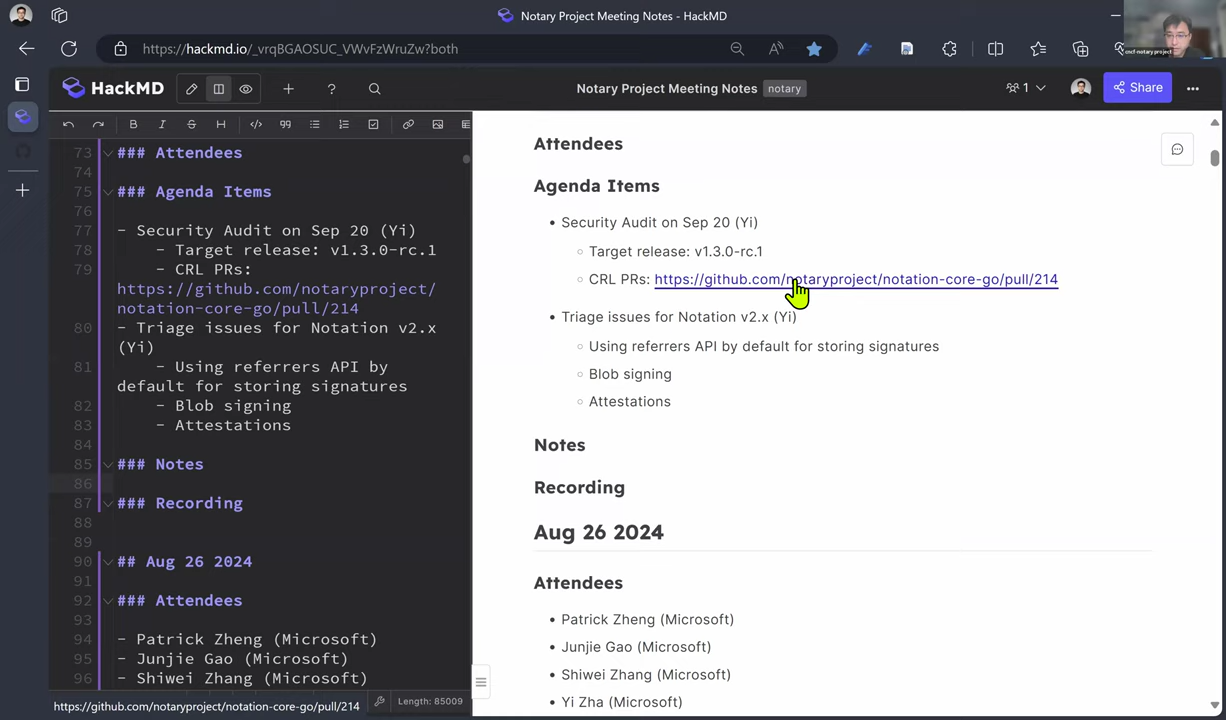 Notary Project Meeting Notes - HackMD
https://hackmd.io/_vrqBGAOSUC_VWvFzWruZw?both
cncf-notary project
HackMD
Notary Project Meeting Notes notary
1
Share
73 ### Attendees
74
75 ### Agenda Items
76
77 - Security Audit on Sep 20 (Yi)
78 - Target release: v1.3.0-rc.1
79 - CRL PRs:
https://github.com/notaryproject/
notation-core-go/pull/214
80 - Triage issues for Notation v2.x
(Yi)
81 - Using referrers API by
default for storing signatures
82 - Blob signing
83 - Attestations
84
85 ### Notes
86
87 ### Recording
88
89
90 ## Aug 26 2024
91
92 ### Attendees
93
94 - Patrick Zheng (Microsoft)
95 - Junjie Gao (Microsoft)
96 - Shiwei Zhang (Microsoft)
https://github.com/notaryproject/notation-core-go/pull/214
Length: 85009
Attendees
Agenda Items
• Security Audit on Sep 20 (Yi)
◦ Target release: v1.3.0-rc.1
◦ CRL PRs: https://github.com/notaryproject/notation-core-go/pull/214
• Triage issues for Notation v2.x (Yi)
◦ Using referrers API by default for storing signatures
◦ Blob signing
◦ Attestations
Notes
Recording
Aug 26 2024
Attendees
• Patrick Zheng (Microsoft)
• Junjie Gao (Microsoft)
• Shiwei Zhang (Microsoft)
• Yi Zha (Microsoft)